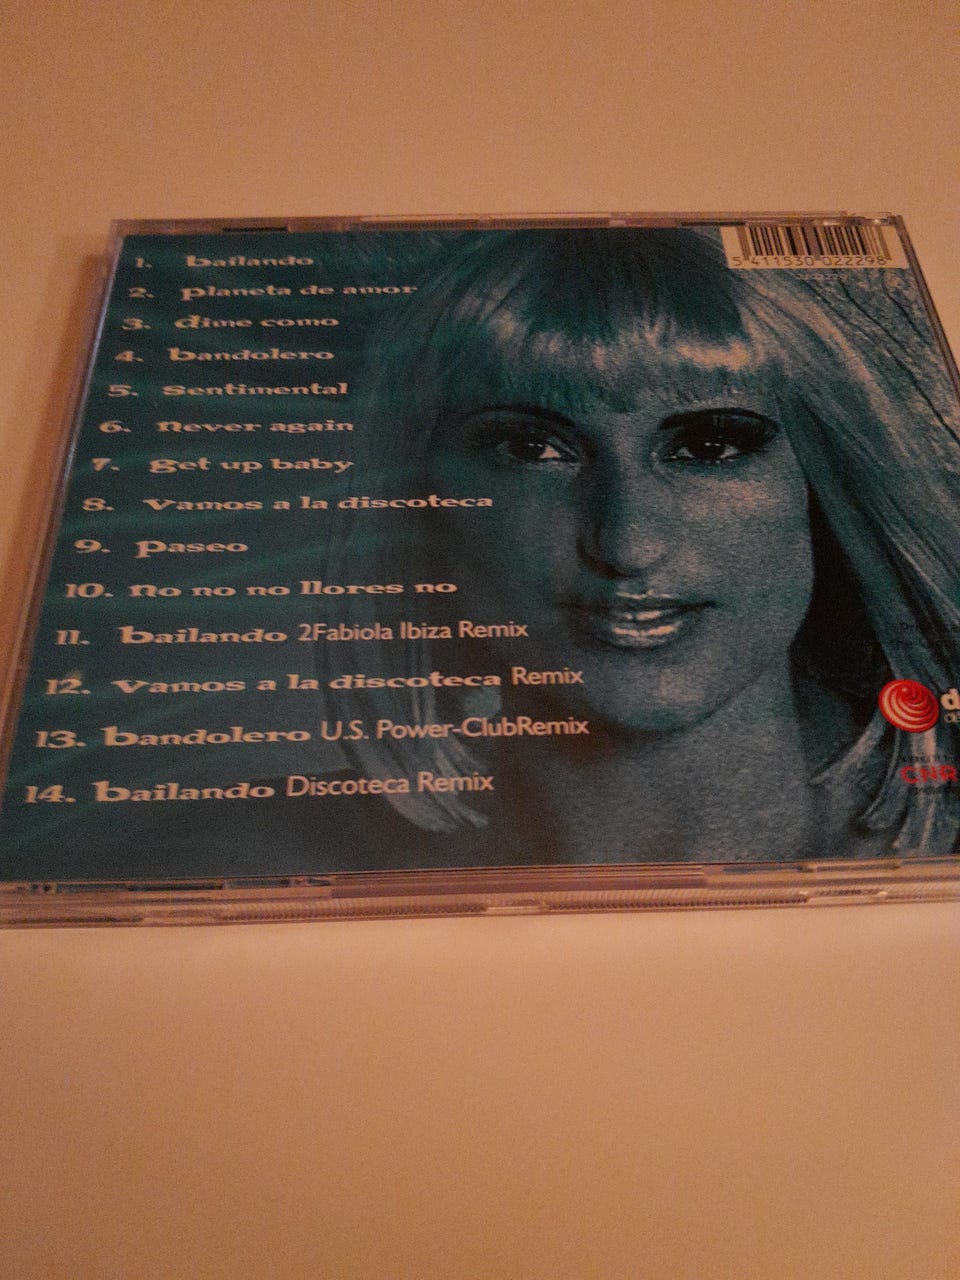 1. bailando
2. planeta de amor
3. dime como
4. bandolero
5. sentimental
6. never again
7. get up baby
8. vamos a la discoteca
9. paseo
10. no no no llores no
11. bailando 2Fabiola Ibiza Remix
12. vamos a la discoteca Remix
13. bandolero U.S. Power-ClubRemix
14. bailando Discoteca Remix
5 411530 022298
CNR